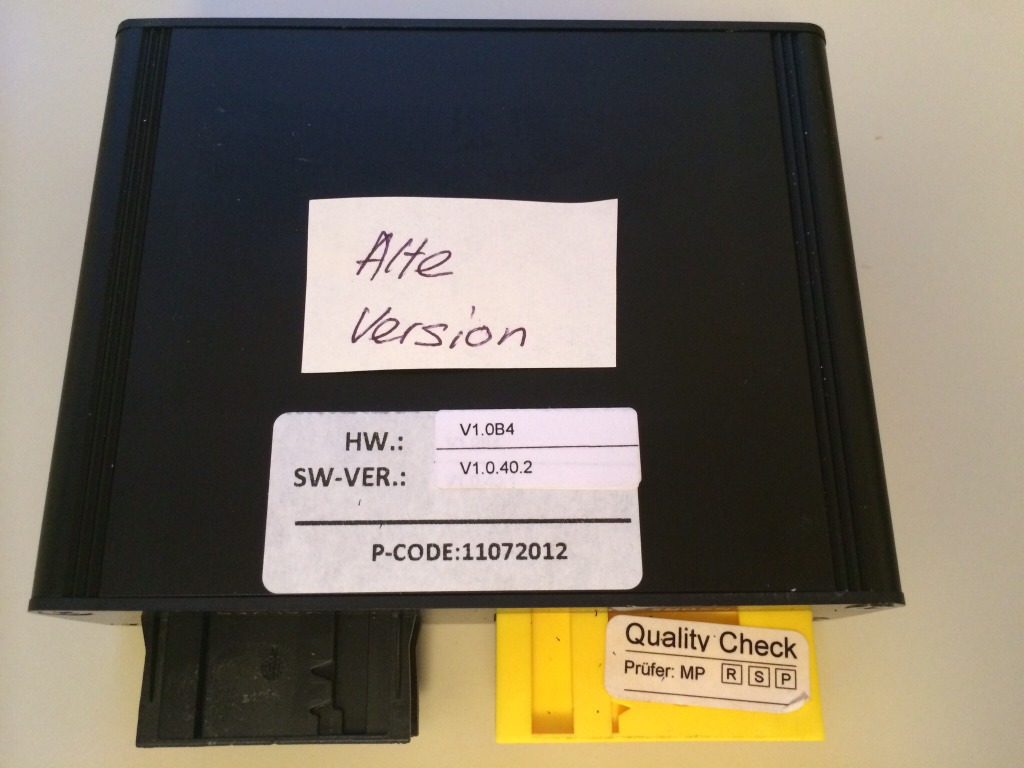 Alte
Version
HW.: V1.0B4
SW-VER.: V1.0.40.2
P-CODE:11072012
Quality Check
Prüfer: MP R S P